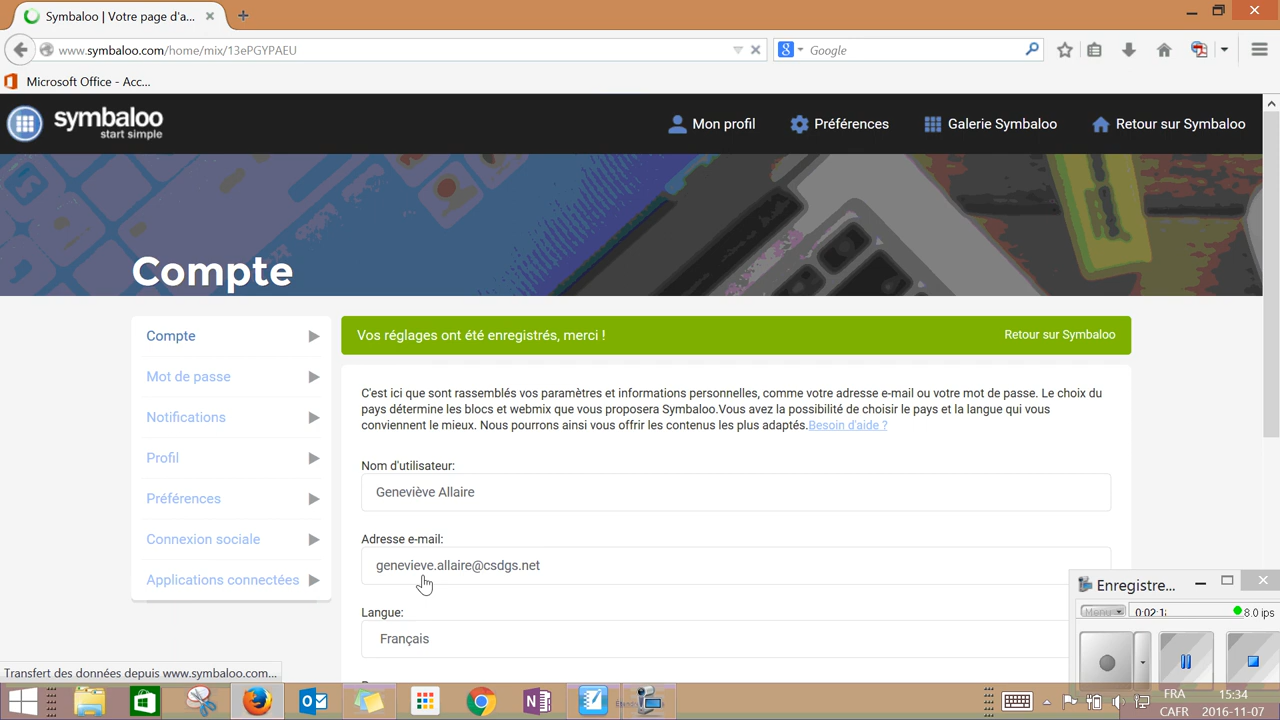 Symbaloo | Votre page d'a...
www.symbaloo.com/home/mix/13ePGYPAEU
Google
Microsoft Office - Acc...
symbaloo
start simple
Mon profil
Préférences
Galerie Symbaloo
Retour sur Symbaloo
Compte
Compte
Mot de passe
Notifications
Profil
Préférences
Connexion sociale
Applications connectées
Vos réglages ont été enregistrés, merci !
Retour sur Symbaloo
C'est ici que sont rassemblés vos paramètres et informations personnelles, comme votre adresse e-mail ou votre mot de passe. Le choix du
pays détermine les blocs et webmix que vous proposera Symbaloo.Vous avez la possibilité de choisir le pays et la langue qui vous
conviennent le mieux. Nous pourrons ainsi vous offrir les contenus les plus adaptés.Besoin d'aide ?
Nom d'utilisateur:
Geneviève Allaire
Adresse e-mail:
genevieve.allaire@csdgs.net
Langue:
Français
Enregistre...
Menu
8.0 ips
Transfert des données depuis www.symbaloo.com...
FRA
CAFR
15:34
2016-11-07